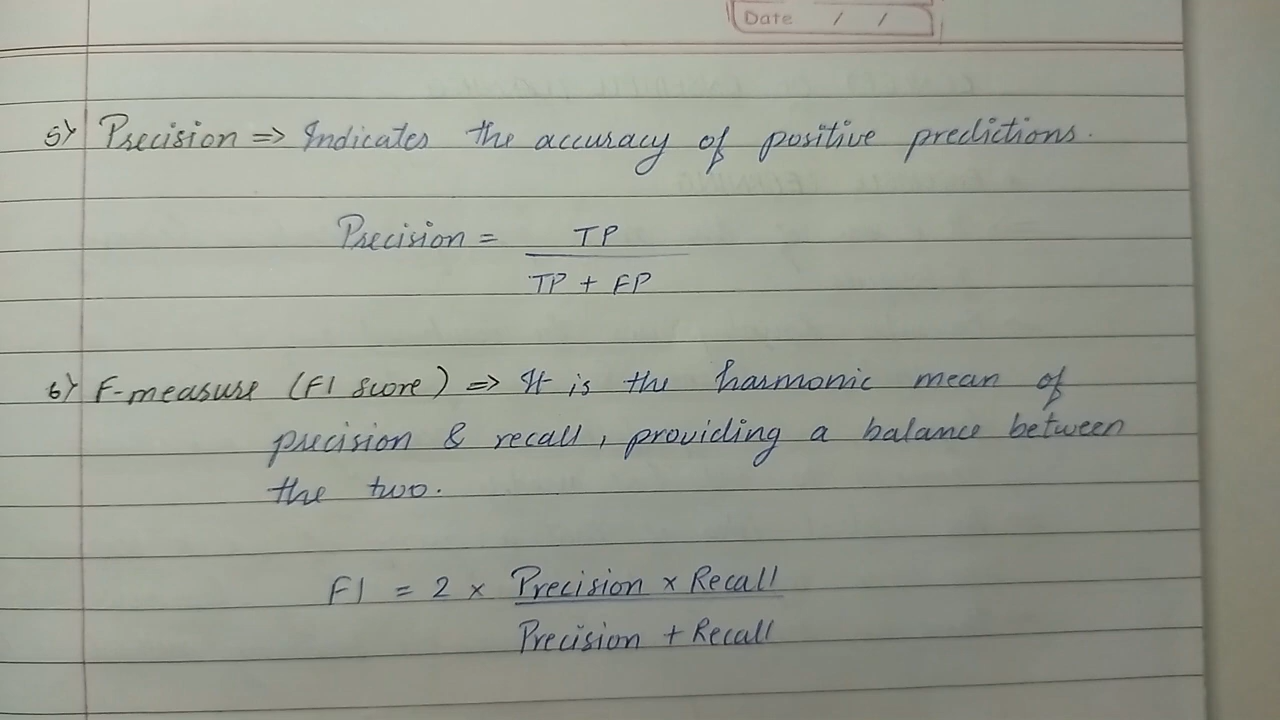 Date / /
5) Precision => Indicates the accuracy of positive predictions.
Precision = TP
TP + FP
6) F-measure (F1 score) => It is the harmonic mean of
precision & recall, providing a balance between
the two.
F1 = 2 × Precision × Recall
Precision + Recall